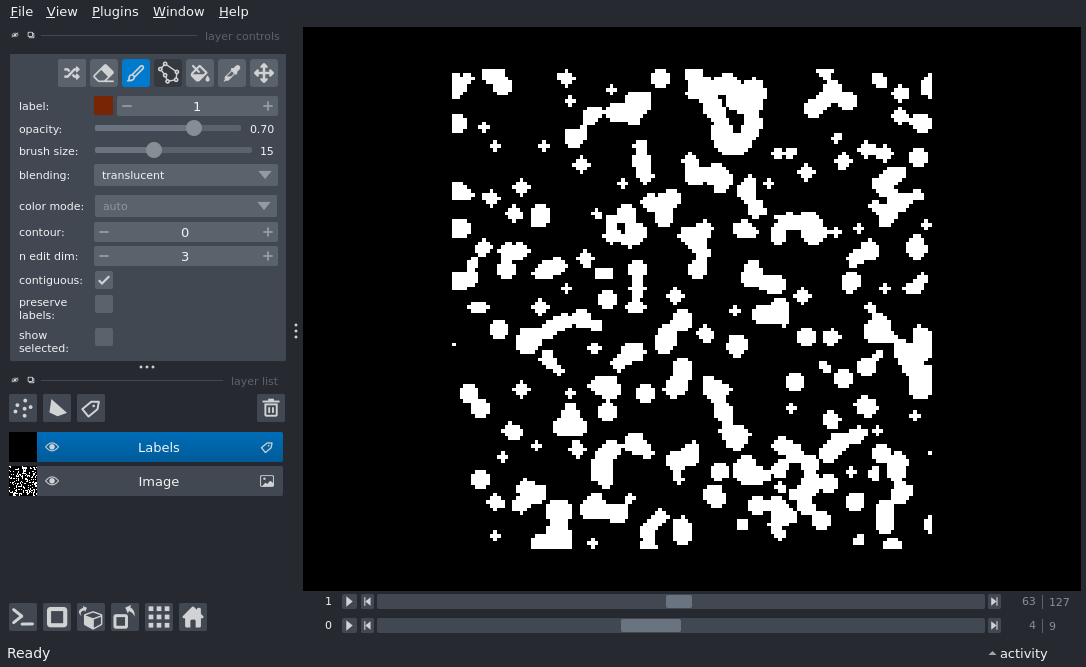 File View Plugins Window Help
layer controls
label: 1
opacity: 0.70
brush size: 15
blending: translucent
color mode: auto
contour: 0
n edit dim: 3
contiguous:
preserve
labels:
show
selected:
layer list
Labels
Image
1 63 127
0 4 9
Ready activity